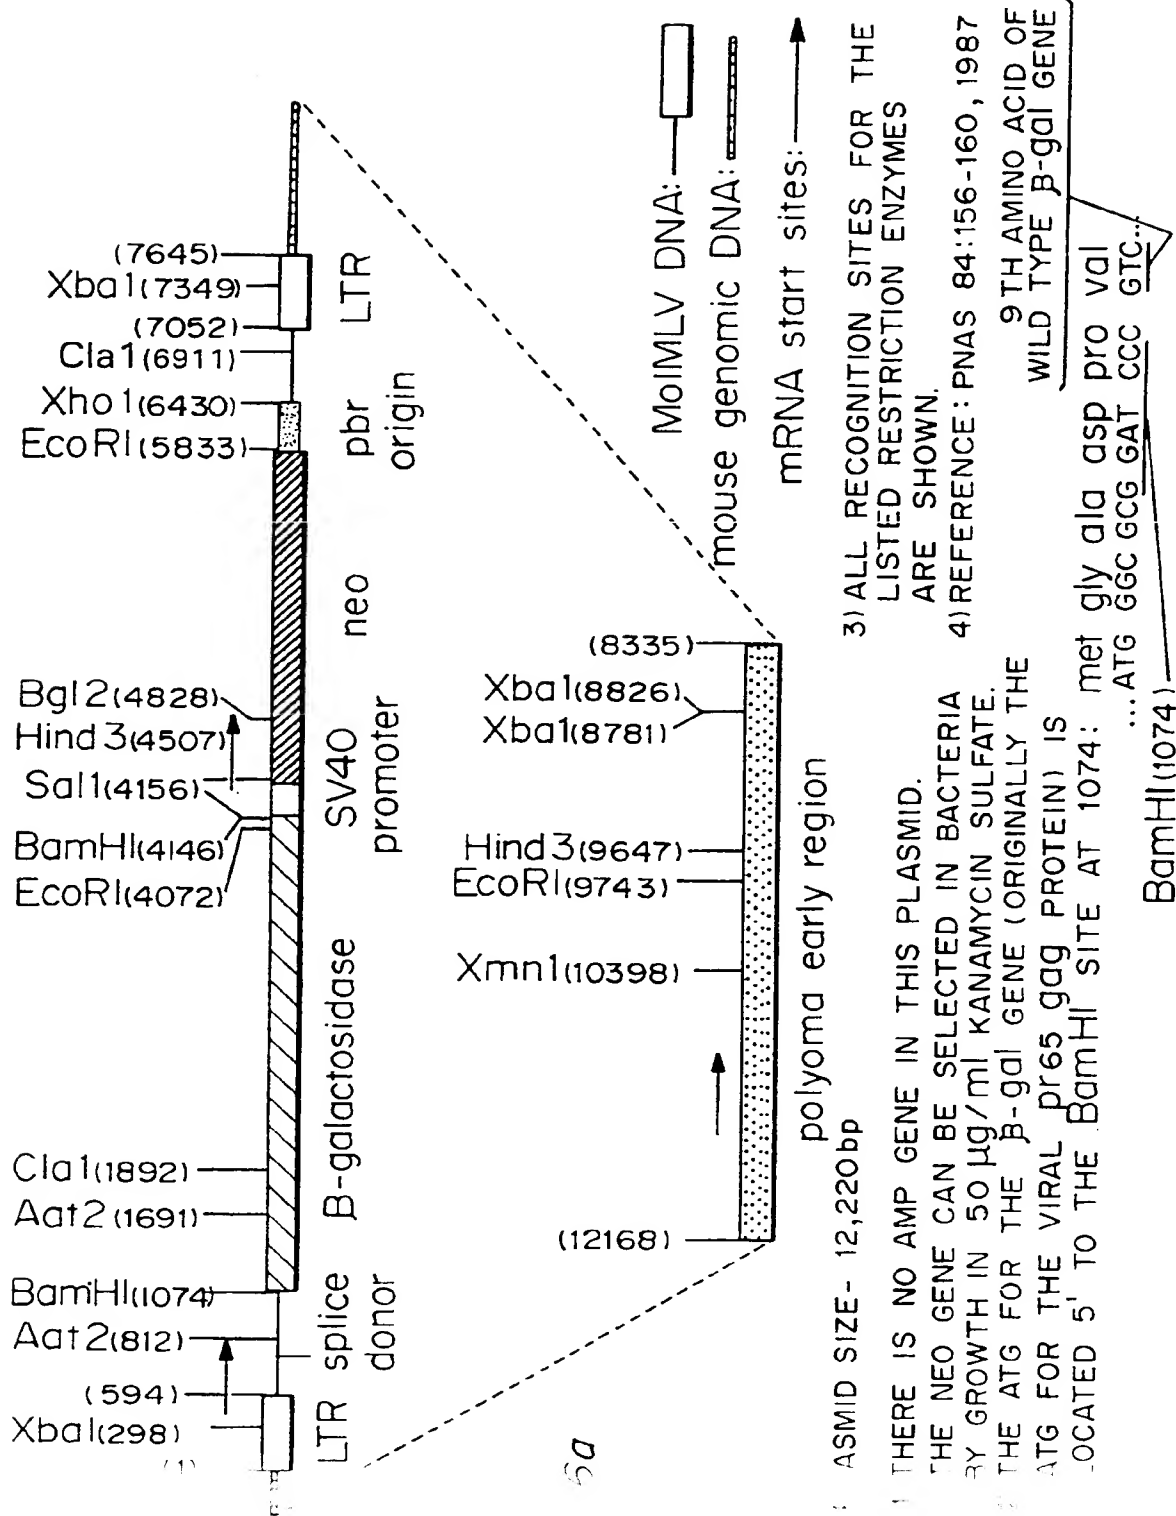 XbaI(298)
(594)
Aat2(812)
BamHI(1074)
Aat2(1691)
Cla1(1892)
EcoRI(4072)
BamHI(4146)
Sal1(4156)
Hind3(4507)
Bgl2(4828)
EcoRI(5833)
Xho1(6430)
Cla1(6911)
(7052)
Xba1(7349)
(7645)
(1)
LTR
splice
donor
B-galactosidase
SV40
promoter
neo
pbr
origin
LTR
6a
(12168)
Xmn1(10398)
EcoRI(9743)
Hind3(9647)
Xba1(8781)
Xba1(8826)
(8335)
polyoma early region
MolMLV DNA:
mouse genomic DNA:
mRNA start sites:
ASMID SIZE- 12,220bp
THERE IS NO AMP GENE IN THIS PLASMID.
THE NEO GENE CAN BE SELECTED IN BACTERIA
BY GROWTH IN 50 µg/ml KANAMYCIN SULFATE.
THE ATG FOR THE β-gal GENE (ORIGINALLY THE
ATG FOR THE VIRAL pr65 gag PROTEIN) IS
LOCATED 5' TO THE BamHI SITE AT 1074: met gly ala asp pro val
...ATG GGC GCG GAT CCC GTC...
BamHI(1074)
3) ALL RECOGNITION SITES FOR THE
LISTED RESTRICTION ENZYMES
ARE SHOWN.
4) REFERENCE: PNAS 84:156-160, 1987
9TH AMINO ACID OF
WILD TYPE β-gal GENE